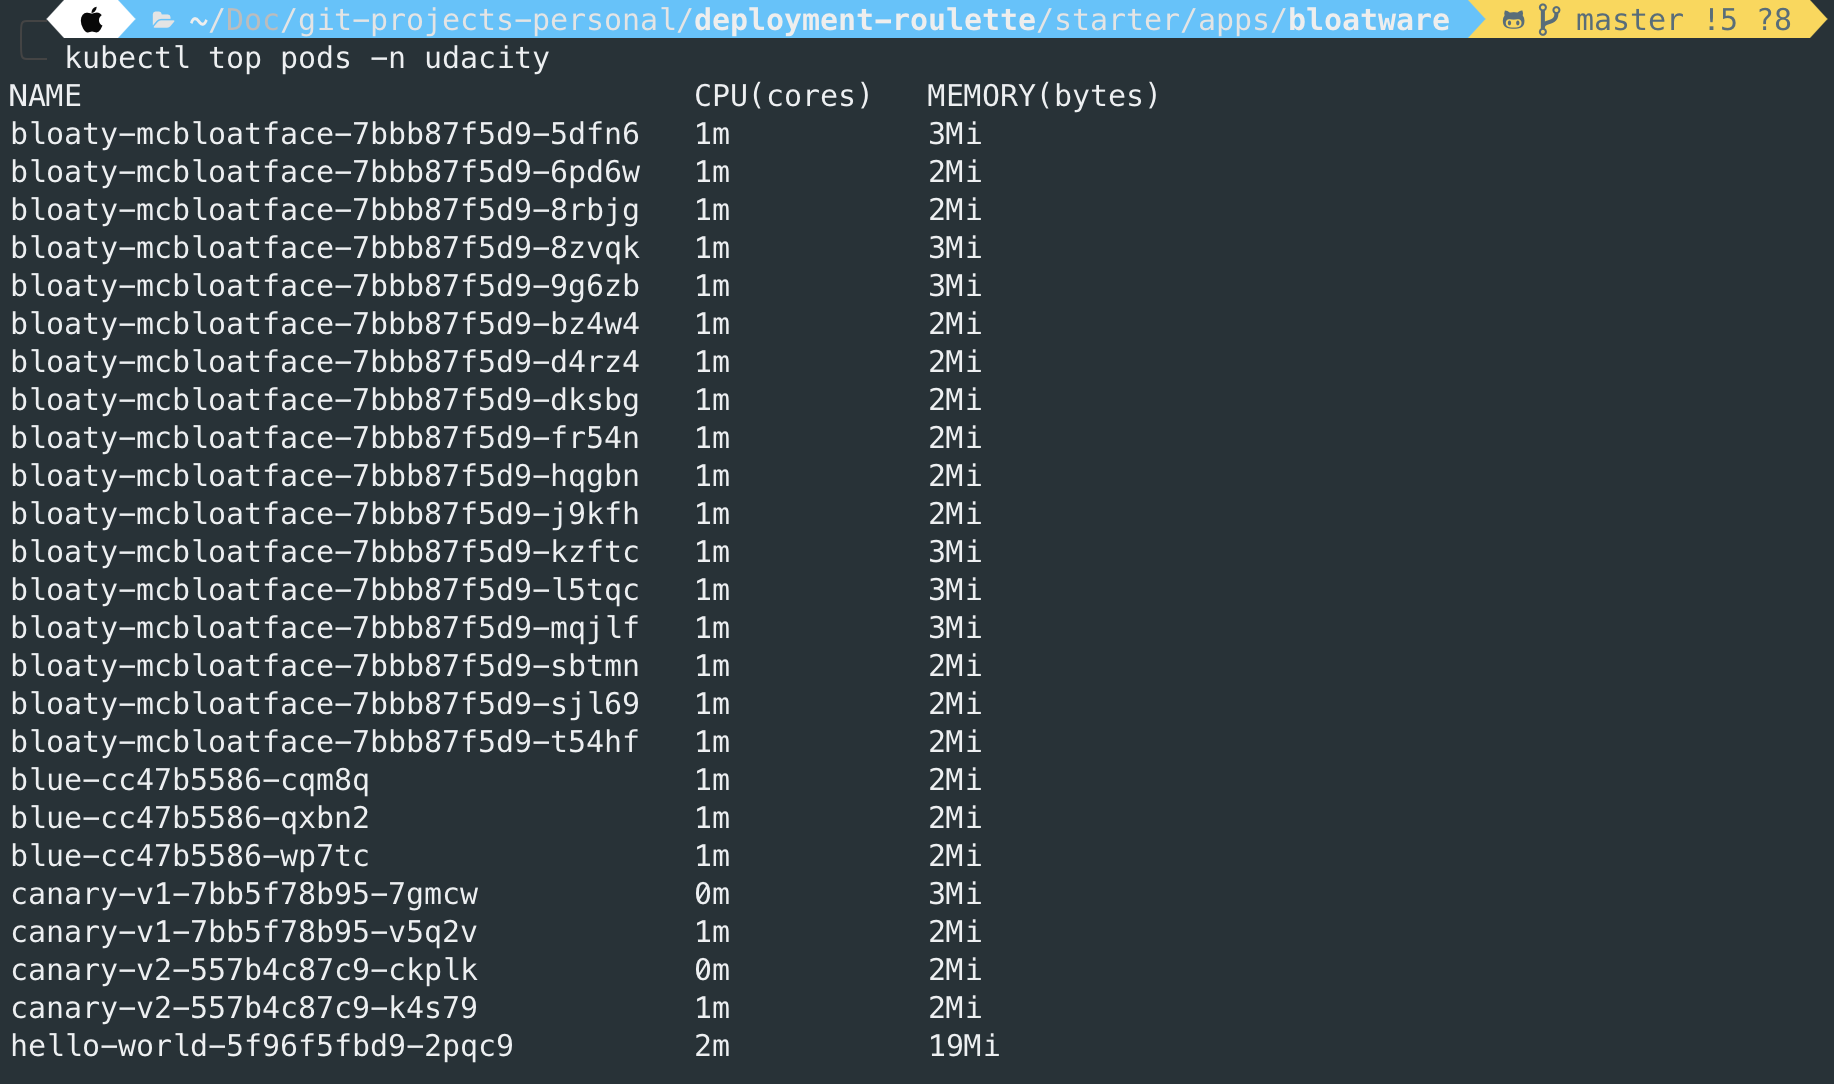 ~/Doc/git-projects-personal/deployment-roulette/starter/apps/bloatware master !5 ?8
kubectl top pods -n udacity
NAME CPU(cores) MEMORY(bytes)
bloaty-mcbloatface-7bbb87f5d9-5dfn6 1m 3Mi
bloaty-mcbloatface-7bbb87f5d9-6pd6w 1m 2Mi
bloaty-mcbloatface-7bbb87f5d9-8rbjg 1m 2Mi
bloaty-mcbloatface-7bbb87f5d9-8zvqk 1m 3Mi
bloaty-mcbloatface-7bbb87f5d9-9g6zb 1m 3Mi
bloaty-mcbloatface-7bbb87f5d9-bz4w4 1m 2Mi
bloaty-mcbloatface-7bbb87f5d9-d4rz4 1m 2Mi
bloaty-mcbloatface-7bbb87f5d9-dksbg 1m 2Mi
bloaty-mcbloatface-7bbb87f5d9-fr54n 1m 2Mi
bloaty-mcbloatface-7bbb87f5d9-hqgbn 1m 2Mi
bloaty-mcbloatface-7bbb87f5d9-j9kfh 1m 2Mi
bloaty-mcbloatface-7bbb87f5d9-kzftc 1m 3Mi
bloaty-mcbloatface-7bbb87f5d9-l5tqc 1m 3Mi
bloaty-mcbloatface-7bbb87f5d9-mqjlf 1m 3Mi
bloaty-mcbloatface-7bbb87f5d9-sbtmn 1m 2Mi
bloaty-mcbloatface-7bbb87f5d9-sjl69 1m 2Mi
bloaty-mcbloatface-7bbb87f5d9-t54hf 1m 2Mi
blue-cc47b5586-cqm8q 1m 2Mi
blue-cc47b5586-qxbn2 1m 2Mi
blue-cc47b5586-wp7tc 1m 2Mi
canary-v1-7bb5f78b95-7gmcw 0m 3Mi
canary-v1-7bb5f78b95-v5q2v 1m 2Mi
canary-v2-557b4c87c9-ckplk 0m 2Mi
canary-v2-557b4c87c9-k4s79 1m 2Mi
hello-world-5f96f5fbd9-2pqc9 2m 19Mi